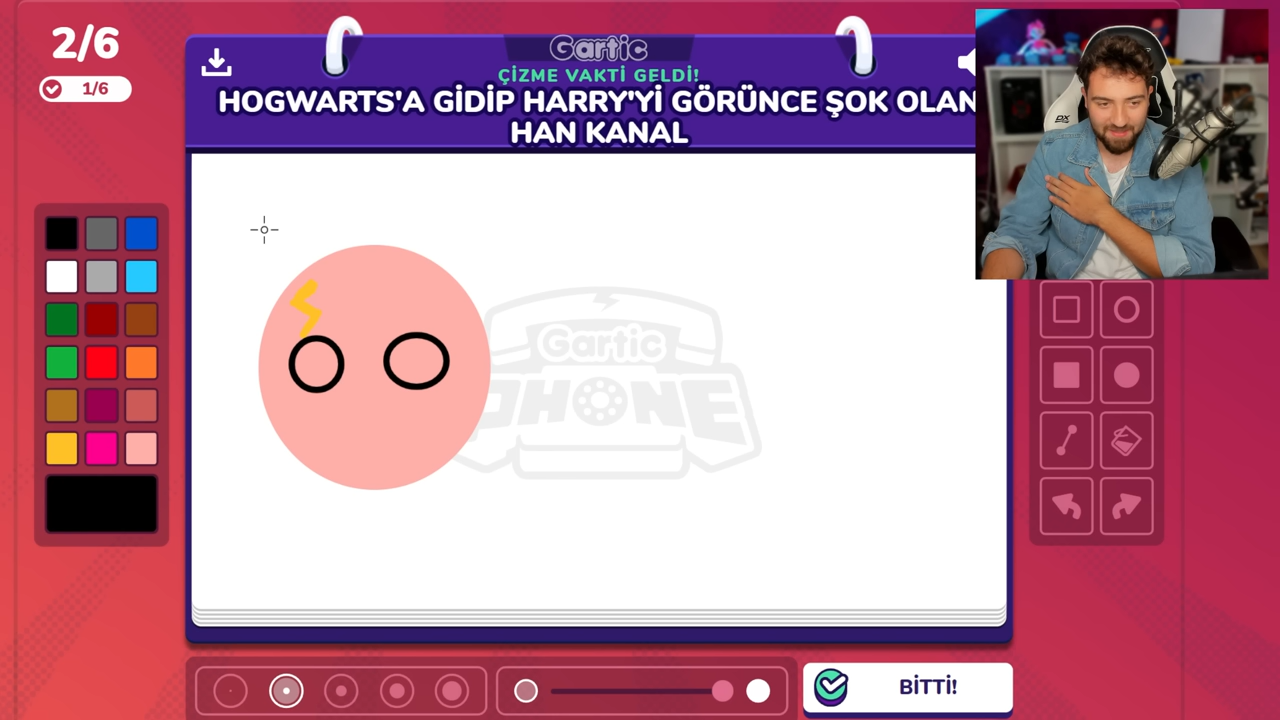 2/6
1/6
Gartic
ÇİZME VAKTİ GELDİ!
HOGWARTS'A GİDİP HARRY'Yİ GÖRÜNCE ŞOK OLAN
HAN KANAL
Gartic
PHONE
BİTTİ!